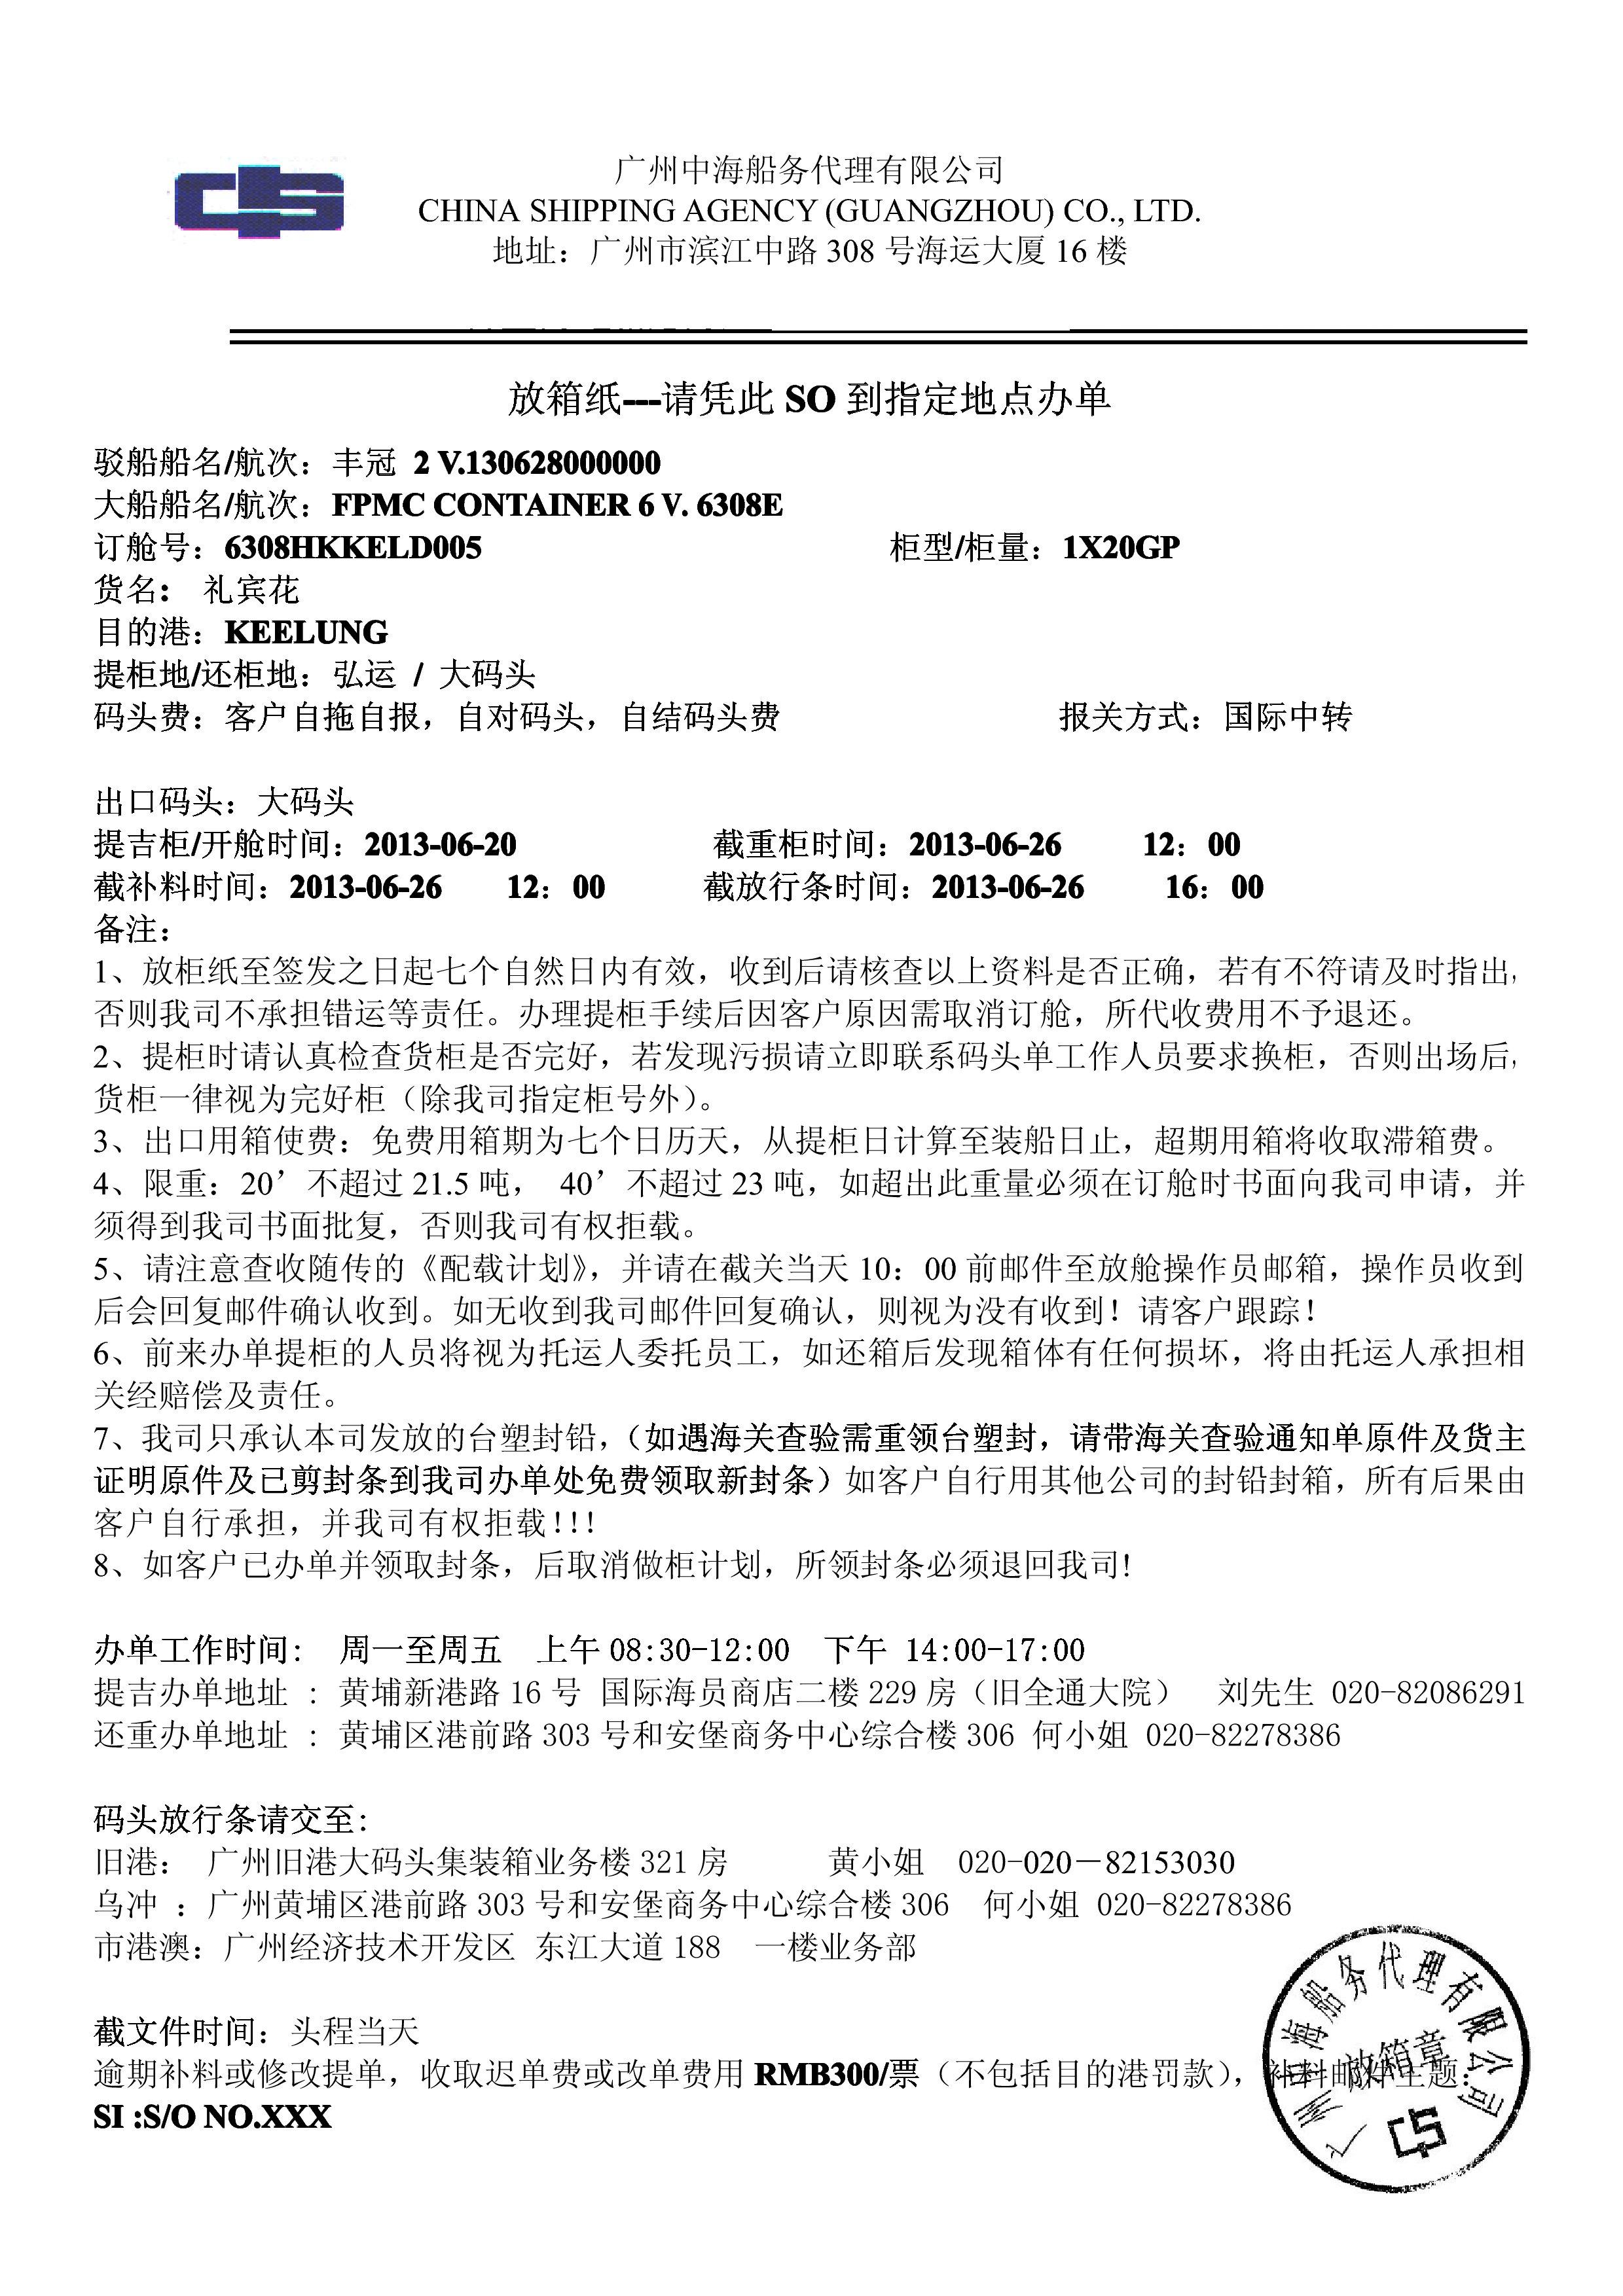 广州中海船务代理有限公司
CHINA SHIPPING AGENCY (GUANGZHOU) CO., LTD.
地址：广州市滨江中路 308 号海运大厦 16 楼
放箱纸---请凭此 SO 到指定地点办单
驳船船名/航次：丰冠 2 V.130628000000
大船船名/航次：FPMC CONTAINER 6 V. 6308E
订舱号：6308HKKELD005 柜型/柜量：1X20GP
货名: 礼宾花
目的港：KEELUNG
提柜地/还柜地：弘运 / 大码头
码头费：客户自拖自报，自对码头，自结码头费 报关方式：国际中转
出口码头：大码头
提吉柜/开舱时间：2013-06-20 截重柜时间：2013-06-26 12：00
截补料时间：2013-06-26 12：00 截放行条时间：2013-06-26 16：00
备注：
1、放柜纸至签发之日起七个自然日内有效，收到后请核查以上资料是否正确，若有不符请及时指出,
否则我司不承担错运等责任。办理提柜手续后因客户原因需取消订舱，所代收费用不予退还。
2、提柜时请认真检查货柜是否完好，若发现污损请立即联系码头单工作人员要求换柜，否则出场后,
货柜一律视为完好柜（除我司指定柜号外）。
3、出口用箱使费：免费用箱期为七个日历天，从提柜日计算至装船日止，超期用箱将收取滞箱费。
4、限重：20’不超过 21.5 吨， 40’不超过 23 吨，如超出此重量必须在订舱时书面向我司申请，并
须得到我司书面批复，否则我司有权拒载。
5、请注意查收随传的《配载计划》，并请在截关当天 10：00 前邮件至放舱操作员邮箱，操作员收到
后会回复邮件确认收到。如无收到我司邮件回复确认，则视为没有收到！请客户跟踪！
6、前来办单提柜的人员将视为托运人委托员工，如还箱后发现箱体有任何损坏，将由托运人承担相
关经赔偿及责任。
7、我司只承认本司发放的台塑封铅，（如遇海关查验需重领台塑封，请带海关查验通知单原件及货主
证明原件及已剪封条到我司办单处免费领取新封条）如客户自行用其他公司的封铅封箱，所有后果由
客户自行承担，并我司有权拒载!!!
8、如客户已办单并领取封条，后取消做柜计划，所领封条必须退回我司!
办单工作时间: 周一至周五 上午 08:30-12:00 下午 14:00-17:00
提吉办单地址 : 黄埔新港路 16 号 国际海员商店二楼 229 房（旧全通大院） 刘先生 020-82086291
还重办单地址 : 黄埔区港前路 303 号和安堡商务中心综合楼 306 何小姐 020-82278386
码头放行条请交至:
旧港： 广州旧港大码头集装箱业务楼 321 房 黄小姐 020-020－82153030
乌冲 ：广州黄埔区港前路 303 号和安堡商务中心综合楼 306 何小姐 020-82278386
市港澳：广州经济技术开发区 东江大道 188 一楼业务部
截文件时间：头程当天
逾期补料或修改提单，收取迟单费或改单费用 RMB300/票（不包括目的港罚款），补料邮件主题：
SI :S/O NO.XXX
广州中海船务代理有限公司
放箱章